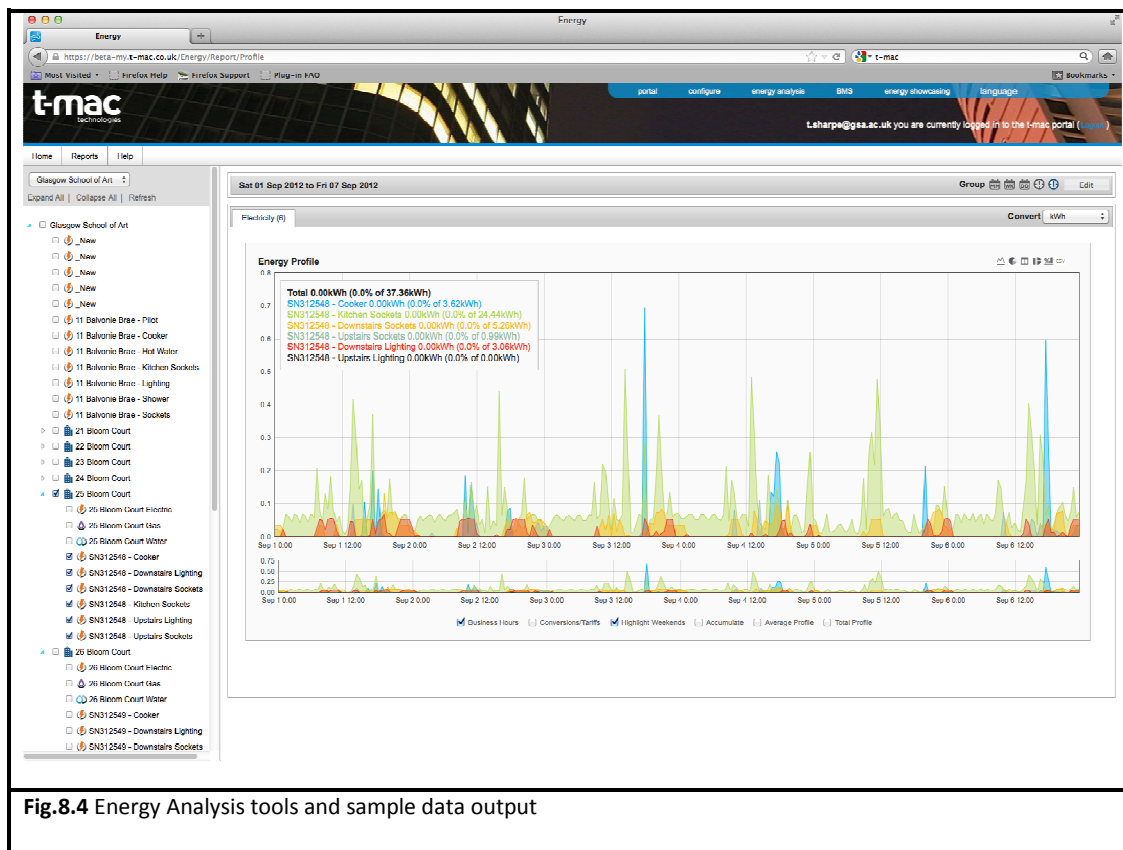 Energy
Energy
https://beta-my.t-mac.co.uk/Energy/Report/Profile
t-mac
Most Visited
Firefox Help
Firefox Support
Plug-in FAQ
Bookmarks
t-mac
technologies
portal configure energy analysis BMS energy showcasing language
t.sharpe@gsa.ac.uk you are currently logged in to the t-mac portal (Logout)
Home Reports Help
Glasgow School of Art
Expand All | Collapse All | Refresh
Glasgow School of Art
_New
_New
_New
_New
_New
11 Balvonie Brae - Pilot
11 Balvonie Brae - Cooker
11 Balvonie Brae - Hot Water
11 Balvonie Brae - Kitchen Sockets
11 Balvonie Brae - Lighting
11 Balvonie Brae - Shower
11 Balvonie Brae - Sockets
21 Bloom Court
22 Bloom Court
23 Bloom Court
24 Bloom Court
25 Bloom Court
25 Bloom Court Electric
25 Bloom Court Gas
25 Bloom Court Water
SN312548 - Cooker
SN312548 - Downstairs Lighting
SN312548 - Downstairs Sockets
SN312548 - Kitchen Sockets
SN312548 - Upstairs Lighting
SN312548 - Upstairs Sockets
26 Bloom Court
26 Bloom Court Electric
26 Bloom Court Gas
26 Bloom Court Water
SN312549 - Cooker
SN312549 - Downstairs Lighting
SN312549 - Downstairs Sockets
Sat 01 Sep 2012 to Fri 07 Sep 2012
Group
Edit
Electricity (6)
Convert kWh
Energy Profile
CSV
Total 0.00kWh (0.0% of 37.36kWh)
SN312548 - Cooker 0.00kWh (0.0% of 3.62kWh)
SN312548 - Kitchen Sockets 0.00kWh (0.0% of 24.44kWh)
SN312548 - Downstairs Sockets 0.00kWh (0.0% of 5.26kWh)
SN312548 - Upstairs Sockets 0.00kWh (0.0% of 0.99kWh)
SN312548 - Downstairs Lighting 0.00kWh (0.0% of 3.06kWh)
SN312548 - Upstairs Lighting 0.00kWh (0.0% of 0.00kWh)
0.8
0.7
0.6
0.5
0.4
0.3
0.2
0.1
0.0
Sep 1 0:00 Sep 1 12:00 Sep 2 0:00 Sep 2 12:00 Sep 3 0:00 Sep 3 12:00 Sep 4 0:00 Sep 4 12:00 Sep 5 0:00 Sep 5 12:00 Sep 6 0:00 Sep 6 12:00
0.75
0.50
0.25
0.00
Sep 1 0:00 Sep 1 12:00 Sep 2 0:00 Sep 2 12:00 Sep 3 0:00 Sep 3 12:00 Sep 4 0:00 Sep 4 12:00 Sep 5 0:00 Sep 5 12:00 Sep 6 0:00 Sep 6 12:00
Business Hours Conversions/Tariffs Highlight Weekends Accumulate Average Profile Total Profile
Fig.8.4 Energy Analysis tools and sample data output